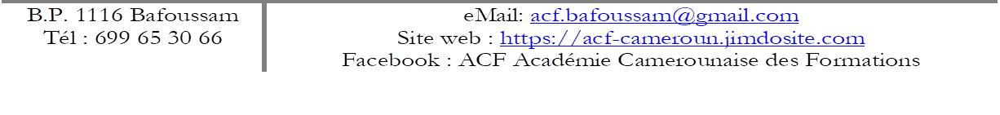 B.P. 1116 Bafoussam
Tél : 699 65 30 66
eMail: acf.bafoussam@gmail.com
Site web : https://acf-cameroun.jimdosite.com
Facebook : ACF Académie Camerounaise des Formations